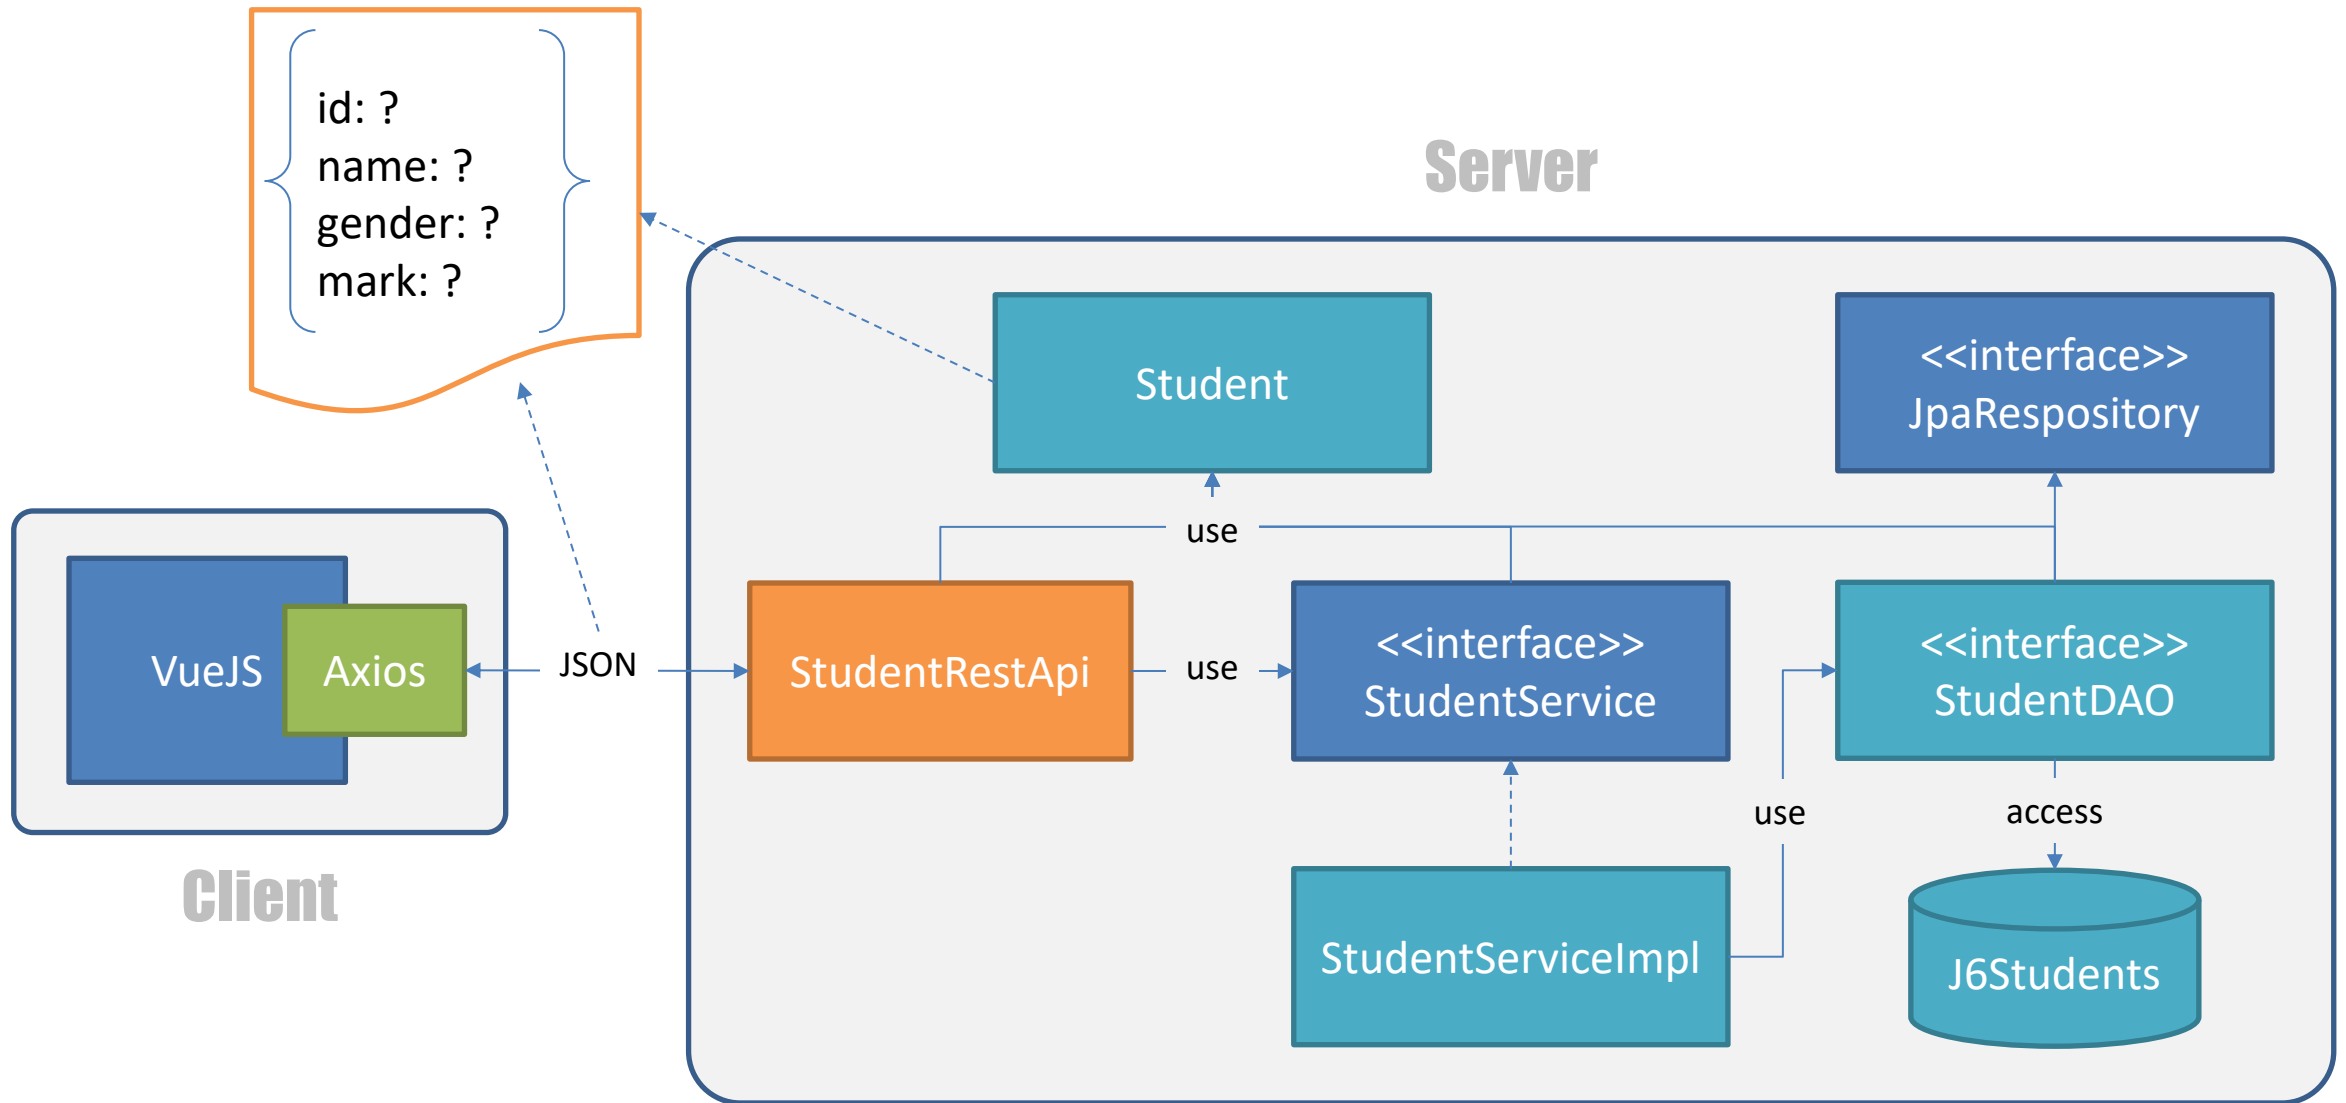 id: ?
name: ?
gender: ?
mark: ?
Server
Student
<<interface>>
JpaRespository
use
VueJS
Axios
JSON
StudentRestApi
use
<<interface>>
StudentService
<<interface>>
StudentDAO
use
access
Client
StudentServiceImpl
J6Students